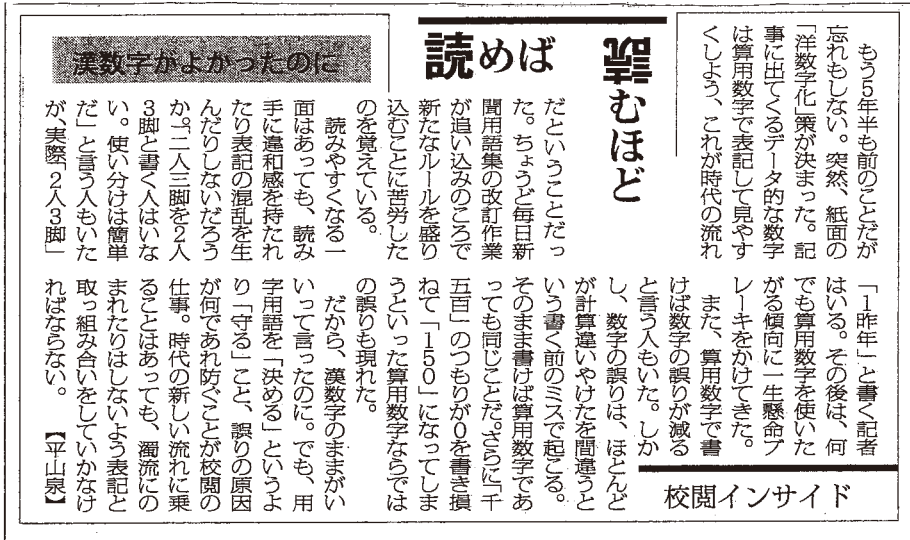 読めば
読むほど
漢数字がよかったのに
もう5年半も前のことだが
忘れもしない。突然、紙面の
「洋数字化」策が決まった。記
事に出てくるデータ的な数字
は算用数字で表記して見やす
くしよう、これが時代の流れ
だということだっ
た。ちょうど毎日新
聞用語集の改訂作業
が追い込みのころで
新たなルールを盛り
込むことに苦労した
のを覚えている。
読みやすくなる一
面はあっても、読み
手に違和感を持たれ
たり表記の混乱を生
んだりしないだろう
か。「二人三脚を2人
3脚と書く人はいな
い。使い分けは簡単
だ」と言う人もいた
が、実際「2人3脚」
「1昨年」と書く記者
はいる。その後は、何
でも算用数字を使いた
がる傾向に一生懸命ブ
レーキをかけてきた。
また、算用数字で書
けば数字の誤りが減る
と言う人もいた。しか
し、数字の誤りは、ほとんど
が計算違いやけたを間違うと
いう書く前のミスで起こる。
そのまま書けば算用数字であ
っても同じことだ。さらに「千
五百」のつもりが0を書き損
ねて「150」になってしま
うといった算用数字ならでは
の誤りも現れた。
だから、漢数字のままがい
いって言ったのに。でも、用
字用語を「決める」というよ
り「守る」こと、誤りの原因
が何であれ防ぐことが校閲の
仕事。時代の新しい流れに乗
ることはあっても、濁流にの
まれたりはしないよう表記と
取っ組み合いをしていかなけ
ればならない。
【平山泉】
校閲インサイド